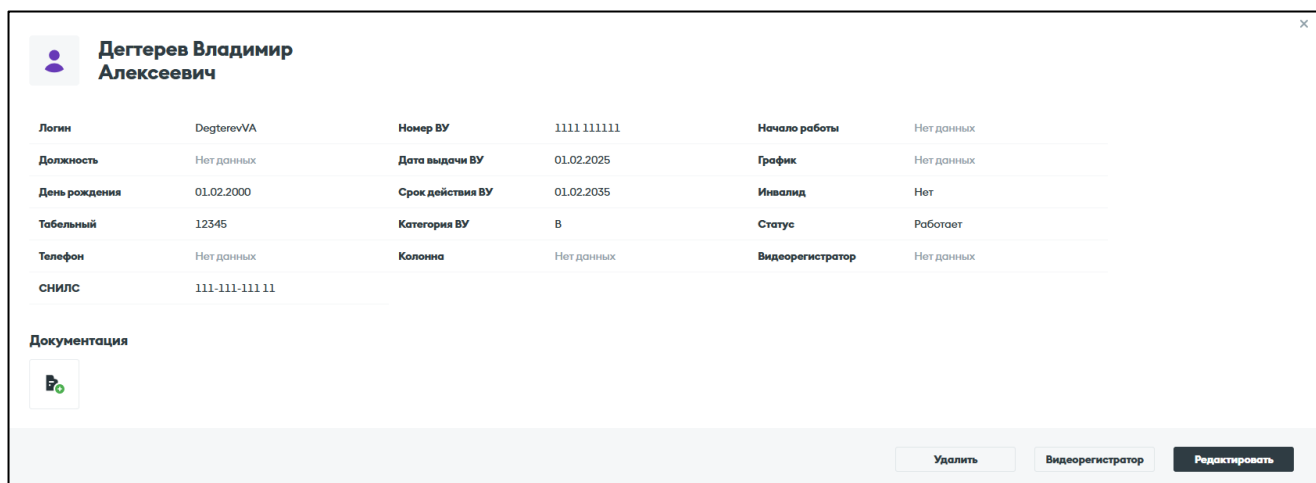 Дегтерев Владимир
Алексеевич
Логин DegterevVA Номер ВУ 1111 111111 Начало работы Нет данных
Должность Нет данных Дата выдачи ВУ 01.02.2025 График Нет данных
День рождения 01.02.2000 Срок действия ВУ 01.02.2035 Инвалид Нет
Табельный 12345 Категория ВУ B Статус Работает
Телефон Нет данных Колонна Нет данных Видеорегистратор Нет данных
СНИЛС 111-111-111 11
Документация
Удалить Видеорегистратор Редактировать